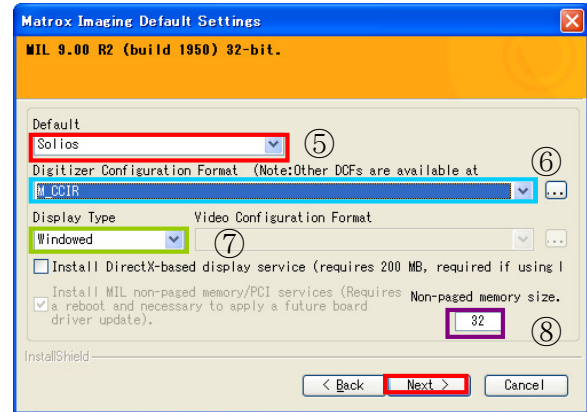 Matrox Imaging Default Settings
MIL 9.00 R2 (build 1950) 32-bit.
Default
Solios
⑤
Digitizer Configuration Format (Note:Other DCFs are available at
⑥
M_CCIR
...
Display Type
Video Configuration Format
Windowed
⑦
...
Install DirectX-based display service (requires 200 MB, required if using I
Install MIL non-paged memory/PCI services (Requires
a reboot and necessary to apply a future board
driver update).
Non-paged memory size.
32
⑧
InstallShield
< Back
Next >
Cancel